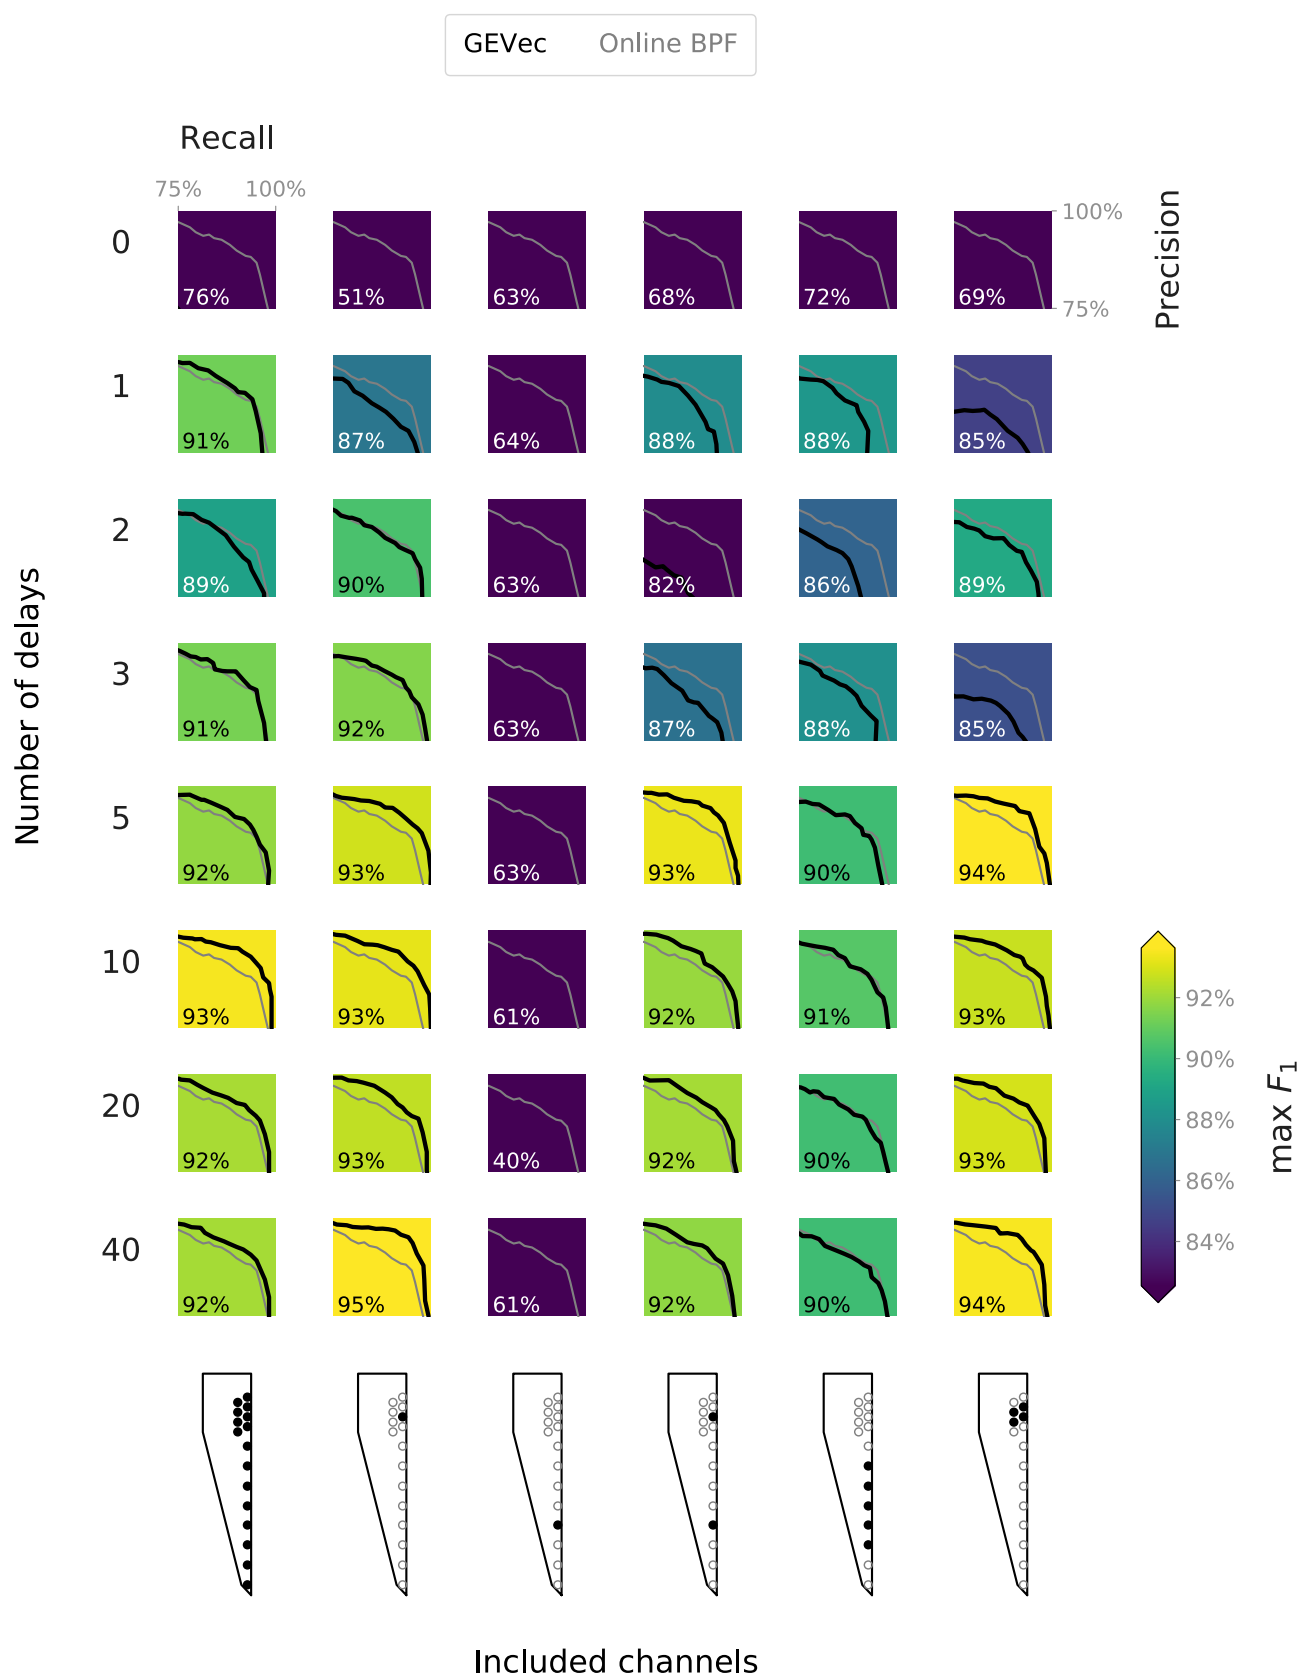 GEVec Online BPF
Recall
75% 100%
Precision
100%
75%
Number of delays
0 76% 51% 63% 68% 72% 69%
1 91% 87% 64% 88% 88% 85%
2 89% 90% 63% 82% 86% 89%
3 91% 92% 63% 87% 88% 85%
5 92% 93% 63% 93% 90% 94%
10 93% 93% 61% 92% 91% 93%
20 92% 93% 40% 92% 90% 93%
40 92% 95% 61% 92% 90% 94%
92%
90%
88%
86%
84%
max F1
Included channels